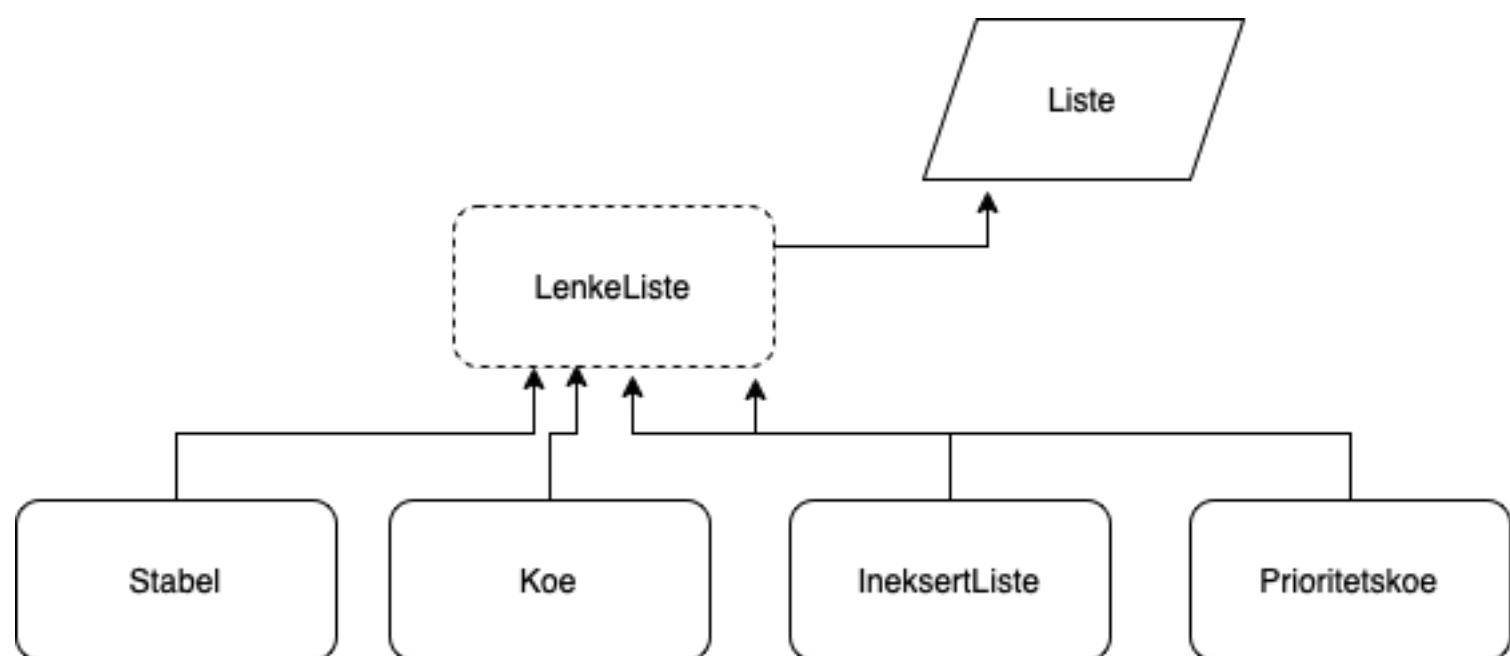 Liste
LenkeListe
Stabel
Koe
IneksertListe
Prioritetskoe